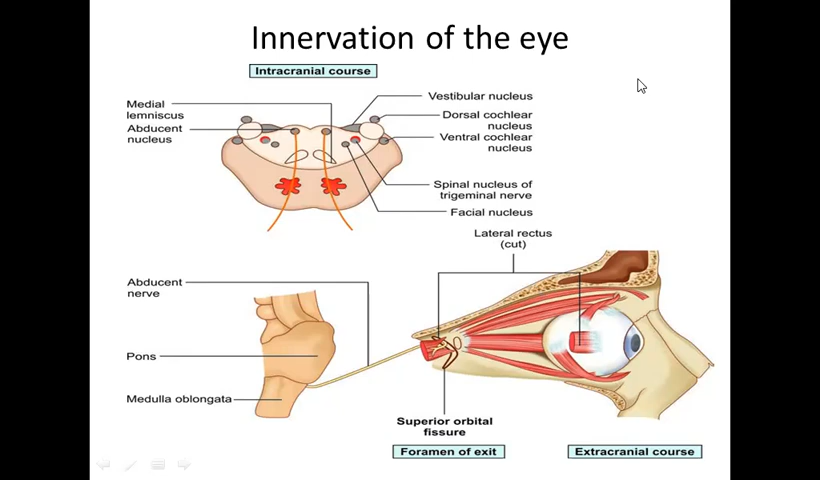 Innervation of the eye
Intracranial course
Medial
lemniscus
Abducent
nucleus
Vestibular nucleus
Dorsal cochlear
nucleus
Ventral cochlear
nucleus
Spinal nucleus of
trigeminal nerve
Facial nucleus
Lateral rectus
(cut)
Abducent
nerve
Pons
Medulla oblongata
Superior orbital
fissure
Foramen of exit
Extracranial course